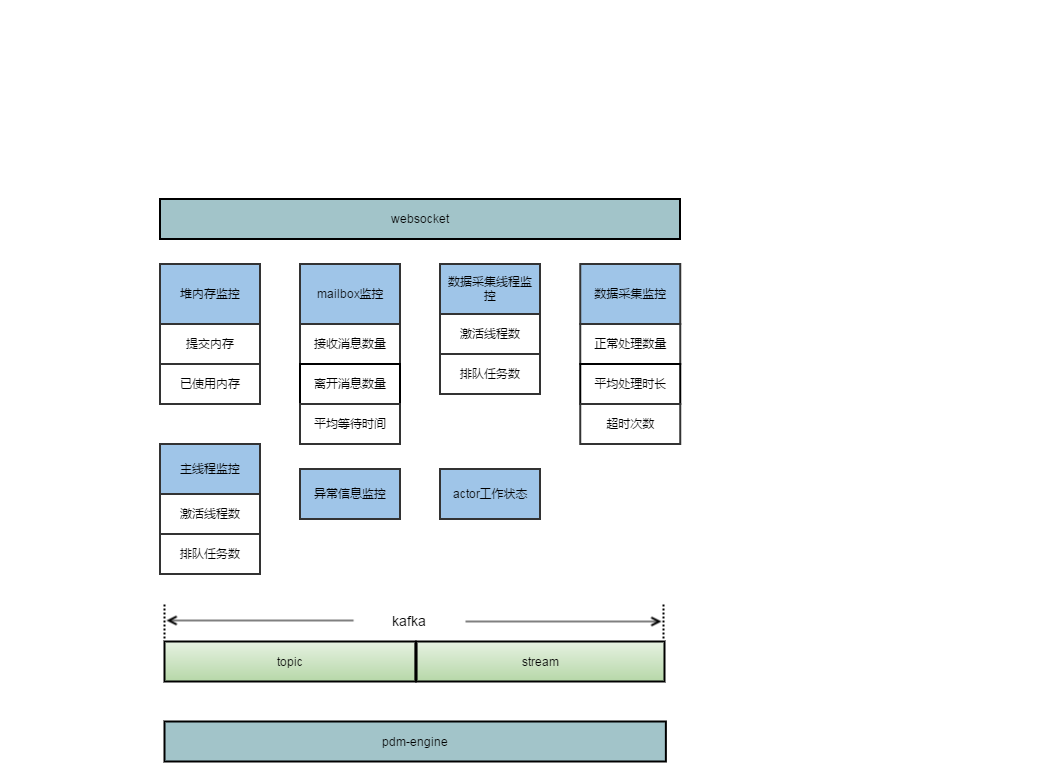 websocket
堆内存监控
提交内存
已使用内存
mailbox监控
接收消息数量
离开消息数量
平均等待时间
数据采集线程监
控
激活线程数
排队任务数
数据采集监控
正常处理数量
平均处理时长
超时次数
主线程监控
激活线程数
排队任务数
异常信息监控
actor工作状态
kafka
topic
stream
pdm-engine